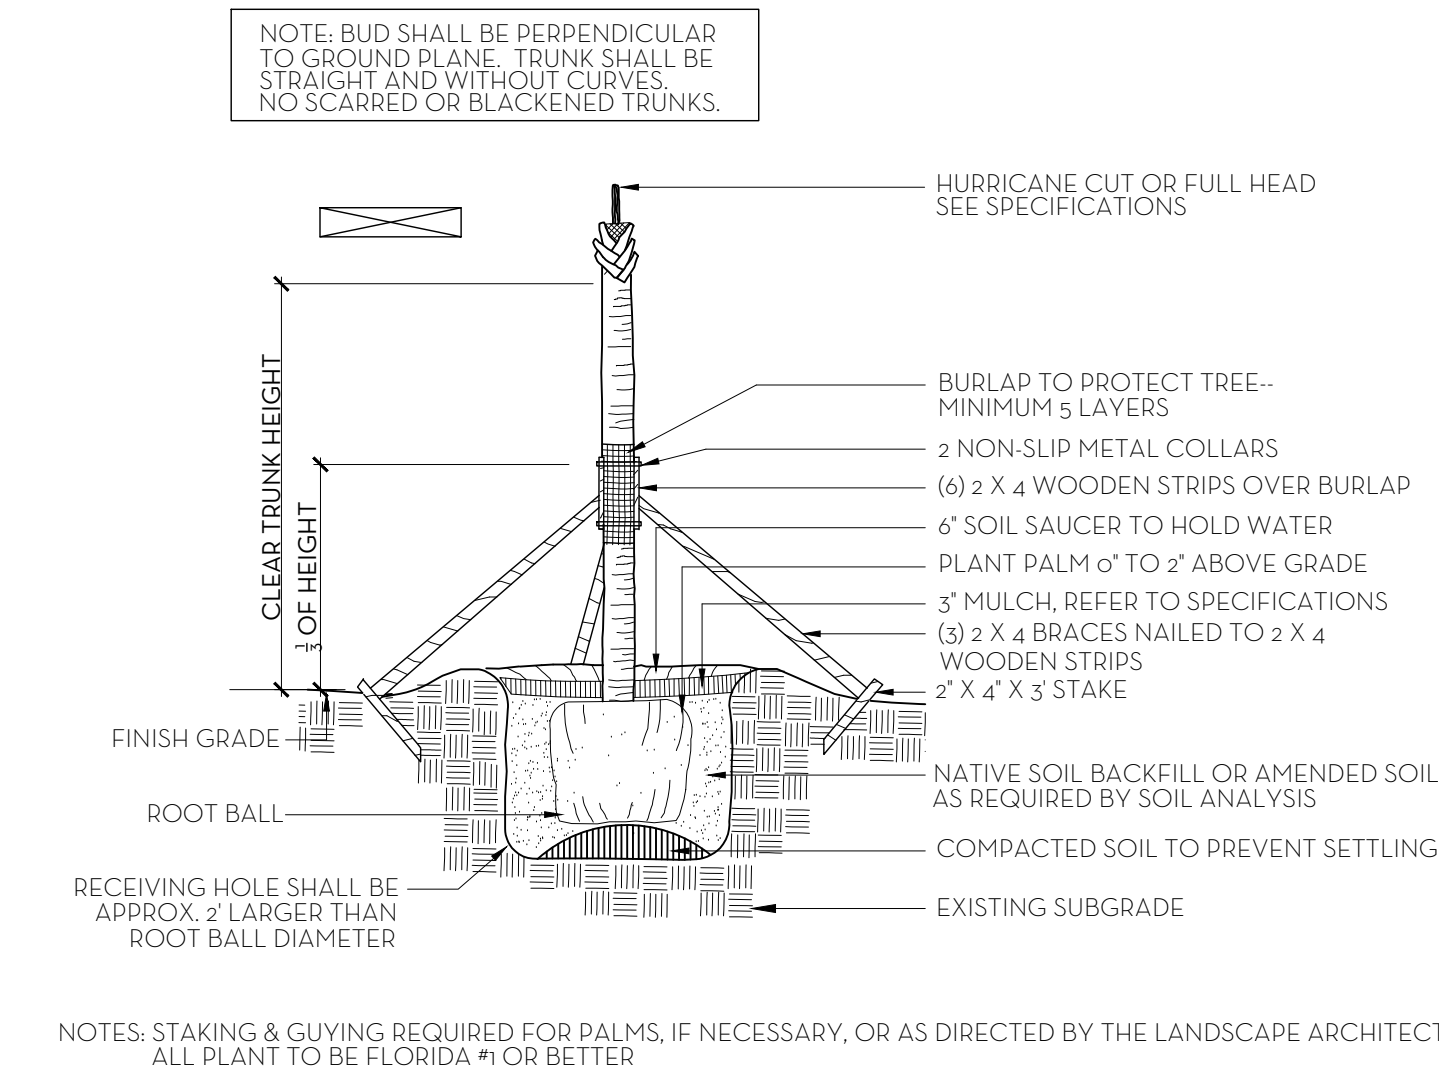 NOTE: BUD SHALL BE PERPENDICULAR
TO GROUND PLANE. TRUNK SHALL BE
STRAIGHT AND WITHOUT CURVES.
NO SCARRED OR BLACKENED TRUNKS.
HURRICANE CUT OR FULL HEAD
SEE SPECIFICATIONS
CLEAR TRUNK HEIGHT
1/3 OF HEIGHT
BURLAP TO PROTECT TREE--
MINIMUM 5 LAYERS
2 NON-SLIP METAL COLLARS
(6) 2 X 4 WOODEN STRIPS OVER BURLAP
6" SOIL SAUCER TO HOLD WATER
PLANT PALM 0" TO 2" ABOVE GRADE
3" MULCH, REFER TO SPECIFICATIONS
(3) 2 X 4 BRACES NAILED TO 2 X 4
WOODEN STRIPS
2" X 4" X 3' STAKE
FINISH GRADE
ROOT BALL
RECEIVING HOLE SHALL BE
APPROX. 2' LARGER THAN
ROOT BALL DIAMETER
NATIVE SOIL BACKFILL OR AMENDED SOIL
AS REQUIRED BY SOIL ANALYSIS
COMPACTED SOIL TO PREVENT SETTLING
EXISTING SUBGRADE
NOTES: STAKING & GUYING REQUIRED FOR PALMS, IF NECESSARY, OR AS DIRECTED BY THE LANDSCAPE ARCHITECT
ALL PLANT TO BE FLORIDA #1 OR BETTER